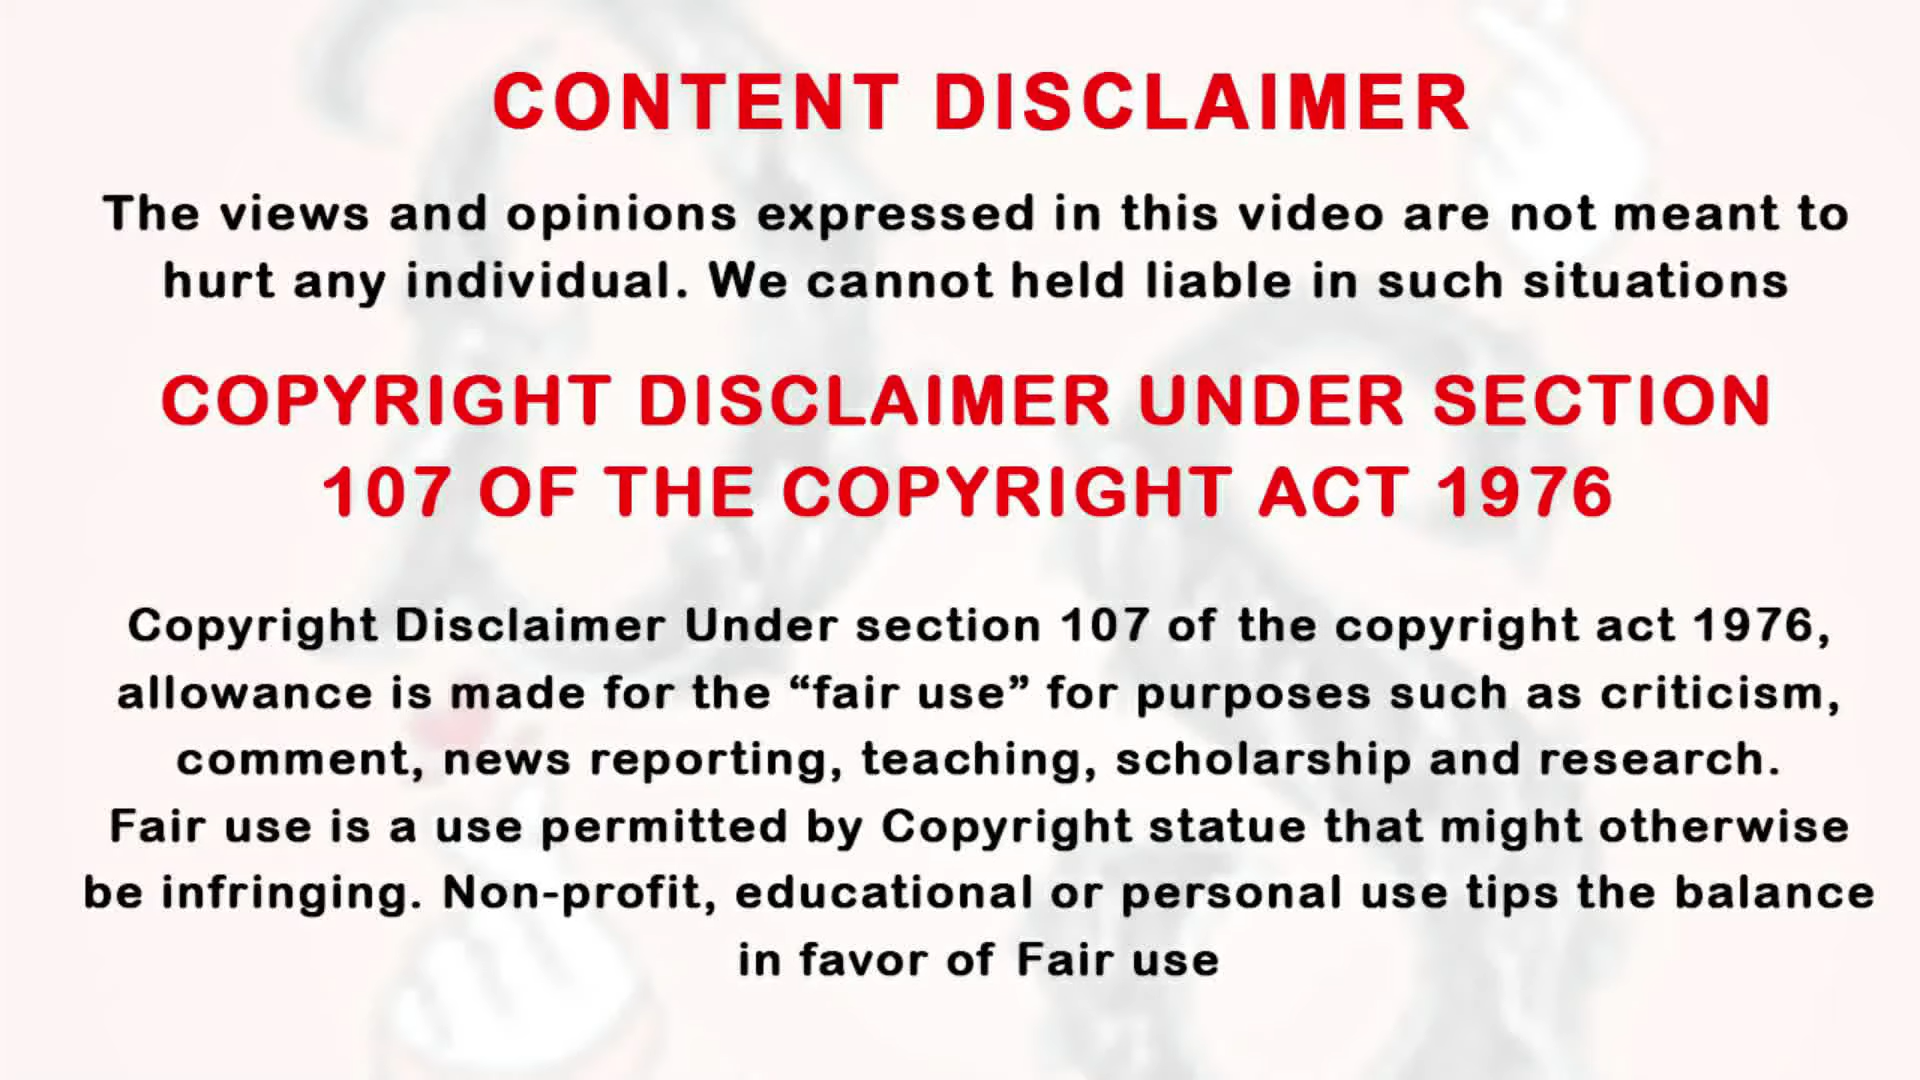 CONTENT DISCLAIMER
The views and opinions expressed in this video are not meant to
hurt any individual. We cannot held liable in such situations
COPYRIGHT DISCLAIMER UNDER SECTION
107 OF THE COPYRIGHT ACT 1976
Copyright Disclaimer Under section 107 of the copyright act 1976,
allowance is made for the “fair use” for purposes such as criticism,
comment, news reporting, teaching, scholarship and research.
Fair use is a use permitted by Copyright statue that might otherwise
be infringing. Non-profit, educational or personal use tips the balance
in favor of Fair use